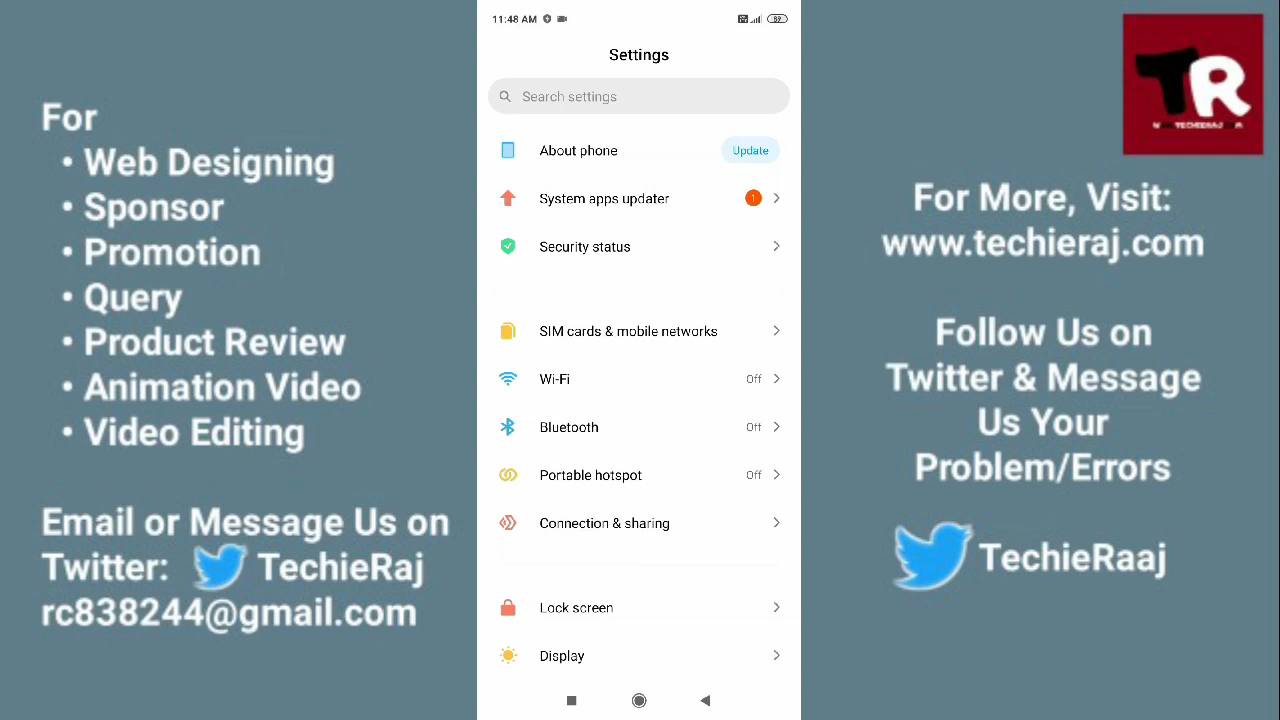 For
• Web Designing
• Sponsor
• Promotion
• Query
• Product Review
• Animation Video
• Video Editing
Email or Message Us on
Twitter: TechieRaj
rc838244@gmail.com
11:48 AM
89
Settings
Search settings
About phone
Update
System apps updater
1
Security status
SIM cards & mobile networks
Wi-Fi
Off
Bluetooth
Off
Portable hotspot
Off
Connection & sharing
Lock screen
Display
TR
For More, Visit:
www.techieraj.com
Follow Us on
Twitter & Message
Us Your
Problem/Errors
TechieRaaj